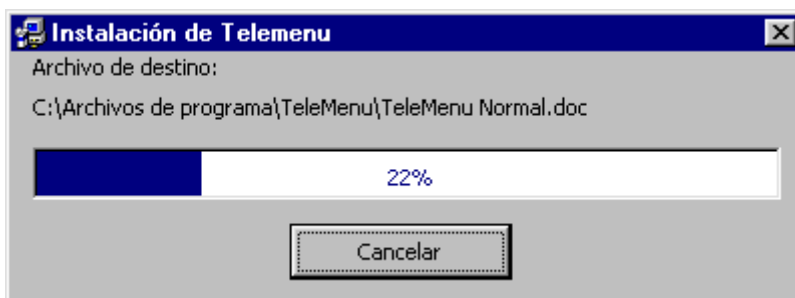 Instalación de Telemenu
Archivo de destino:
C:\Archivos de programa\TeleMenu\TeleMenu Normal.doc
22%
Cancelar